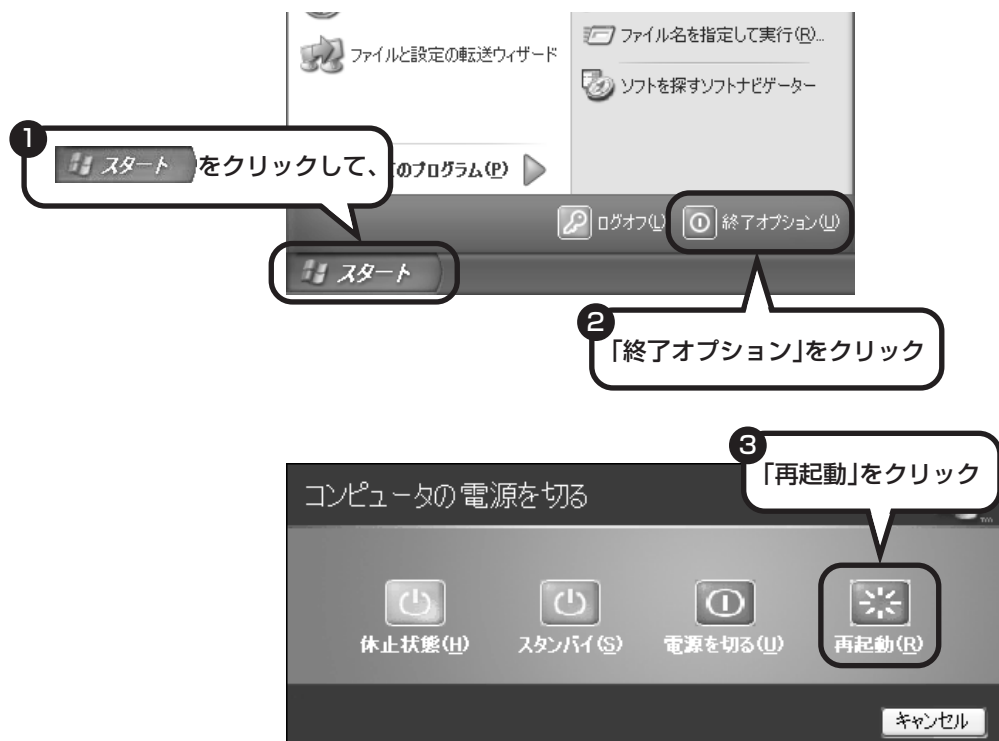 ファイルと設定の転送ウィザード
ファイル名を指定して実行(R)...
ソフトを探すソフトナビゲーター
1
スタート をクリックして、
のプログラム(P)
ログオフ(L)
終了オプション(U)
スタート
2
「終了オプション」をクリック
3
「再起動」をクリック
コンピュータの電源を切る
休止状態(H)
スタンバイ(S)
電源を切る(U)
再起動(R)
キャンセル